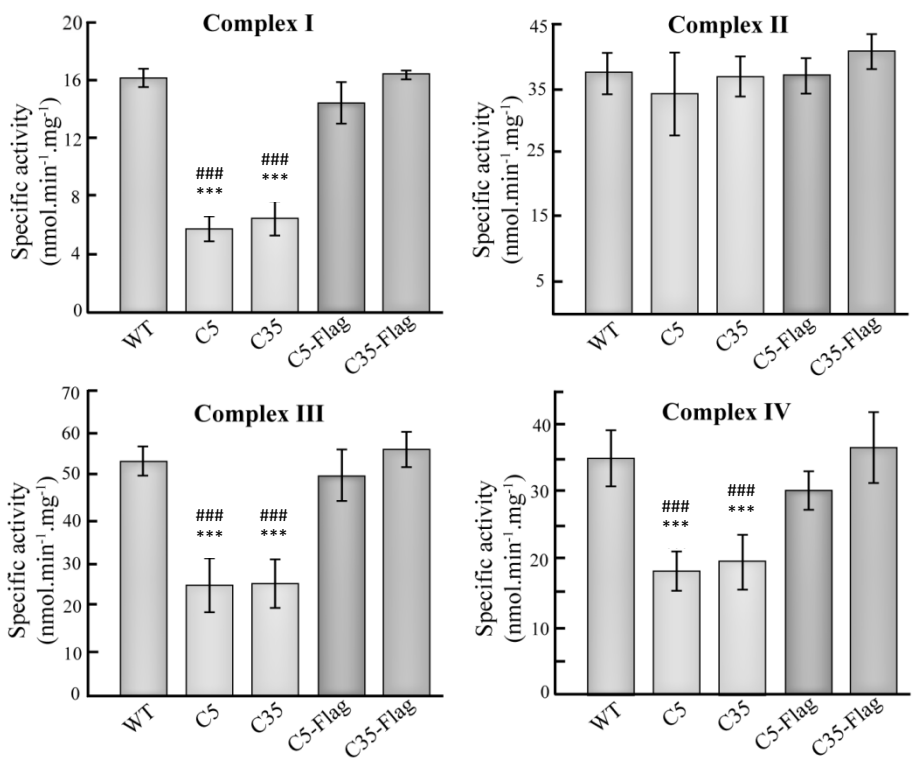 Complex I
Specific activity
(nmol.min⁻¹.mg⁻¹)
20
16
12
8
4
0
###
***
###
***
WT
C5
C35
C5-Flag
C35-Flag
Complex II
Specific activity
(nmol.min⁻¹.mg⁻¹)
45
35
25
15
5
WT
C5
C35
C5-Flag
C35-Flag
Complex III
Specific activity
(nmol.min⁻¹.mg⁻¹)
70
60
50
40
30
20
10
0
###
***
###
***
WT
C5
C35
C5-Flag
C35-Flag
Complex IV
Specific activity
(nmol.min⁻¹.mg⁻¹)
40
30
20
10
0
###
***
###
***
WT
C5
C35
C5-Flag
C35-Flag